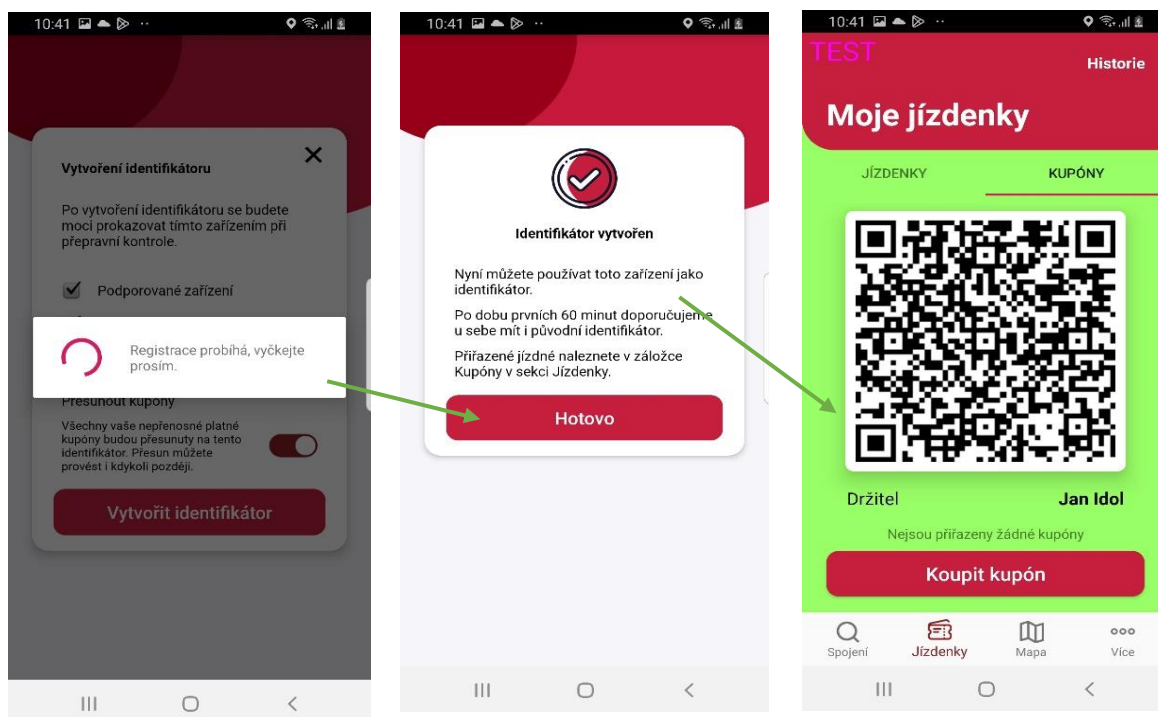 10:41
Vytvoření identifikátoru
Po vytvoření identifikátoru se budete
moci prokazovat tímto zařízením při
přepravní kontrole.
Podporované zařízení
Registrace probíhá, vyčkejte
prosím.
Přesunout kupóny
Všechny vaše nepřenosné platné
kupóny budou přesunuty na tento
identifikátor. Přesun můžete
provést i kdykoli později.
Vytvořit identifikátor
10:41
Identifikátor vytvořen
Nyní můžete používat toto zařízení jako
identifikátor.
Po dobu prvních 60 minut doporučujeme
u sebe mít i původní identifikátor.
Přiřazené jízdné naleznete v záložce
Kupóny v sekci Jízdenky.
Hotovo
10:41
TEST
Historie
Moje jízdenky
JÍZDENKY
KUPÓNY
Držitel
Jan Idol
Nejsou přiřazeny žádné kupóny
Koupit kupón
Spojení
Jízdenky
Mapa
Více